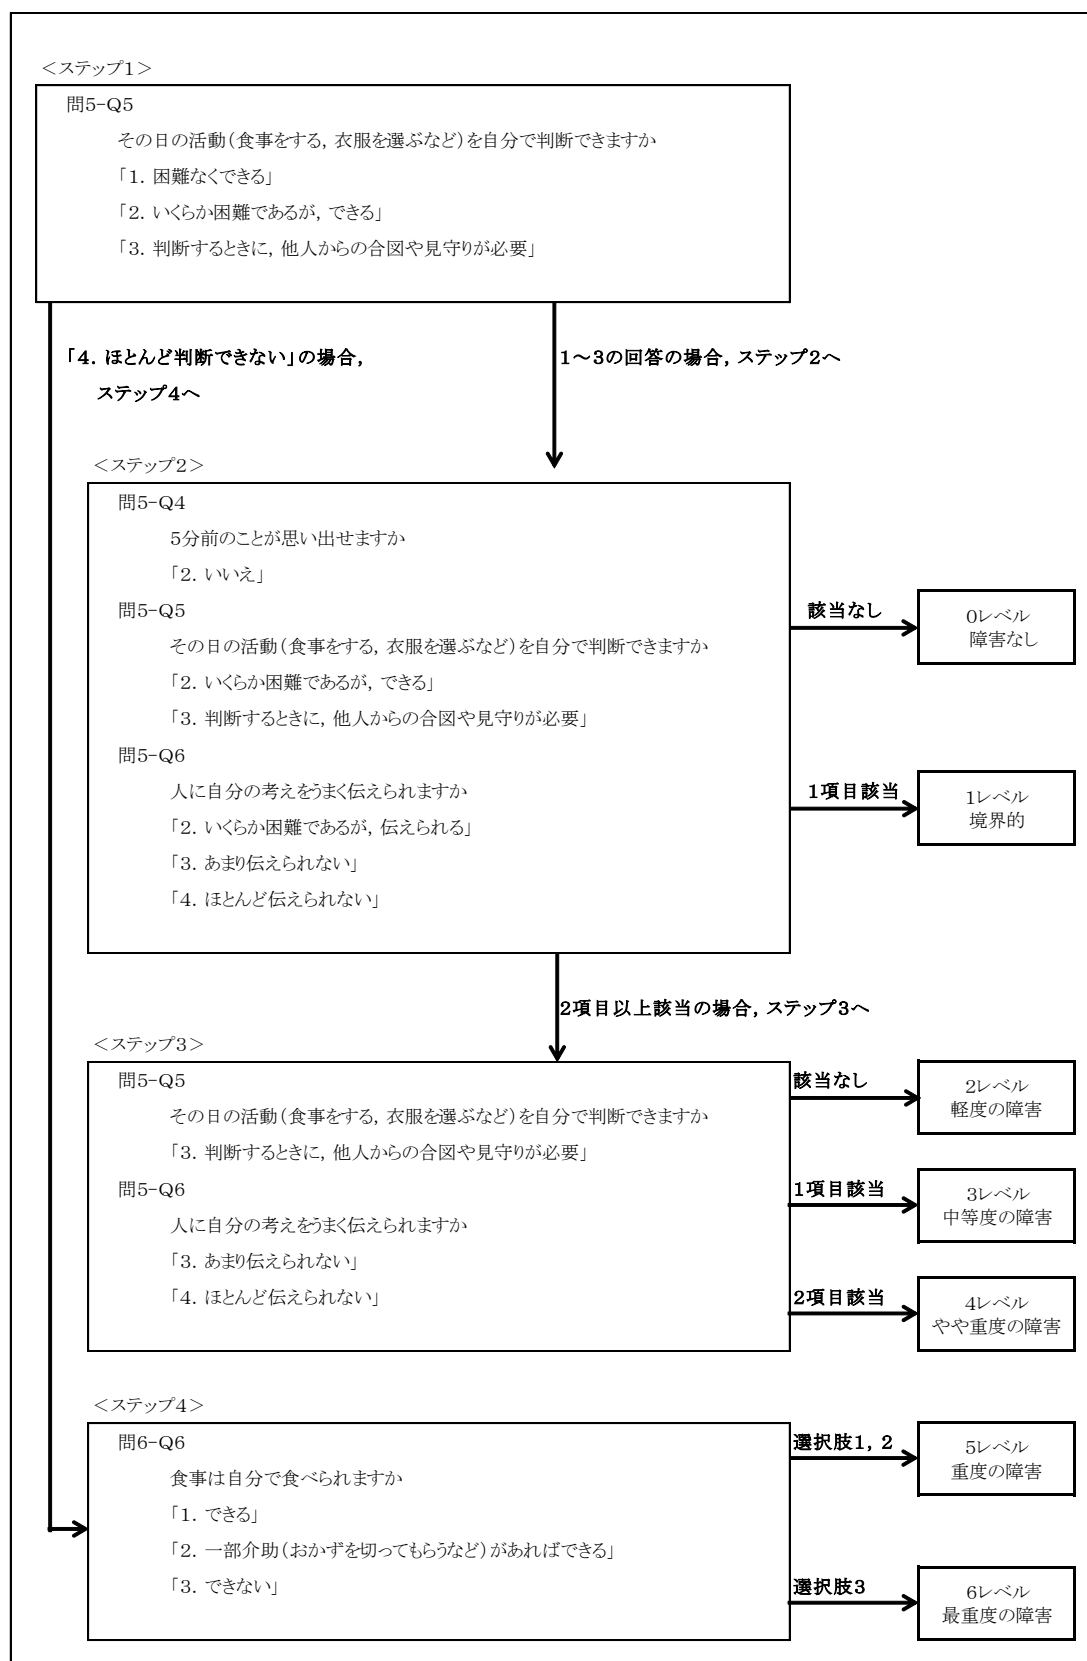 ＜ステップ1＞
問5-Q5
その日の活動（食事をする，衣服を選ぶなど）を自分で判断できますか
「1．困難なくできる」
「2．いくらか困難であるが，できる」
「3．判断するときに，他人からの合図や見守りが必要」
「4．ほとんど判断できない」の場合，
ステップ4へ
1～3の回答の場合，ステップ2へ
＜ステップ2＞
問5-Q4
5分前のことが思い出せますか
「2．いいえ」
問5-Q5
その日の活動（食事をする，衣服を選ぶなど）を自分で判断できますか
「2．いくらか困難であるが，できる」
「3．判断するときに，他人からの合図や見守りが必要」
問5-Q6
人に自分の考えをうまく伝えられますか
「2．いくらか困難であるが，伝えられる」
「3．あまり伝えられない」
「4．ほとんど伝えられない」
該当なし
0レベル
障害なし
1項目該当
1レベル
境界的
2項目以上該当の場合，ステップ3へ
＜ステップ3＞
問5-Q5
その日の活動（食事をする，衣服を選ぶなど）を自分で判断できますか
「3．判断するときに，他人からの合図や見守りが必要」
問5-Q6
人に自分の考えをうまく伝えられますか
「3．あまり伝えられない」
「4．ほとんど伝えられない」
該当なし
2レベル
軽度の障害
1項目該当
3レベル
中等度の障害
2項目該当
4レベル
やや重度の障害
＜ステップ4＞
問6-Q6
食事は自分で食べられますか
「1．できる」
「2．一部介助（おかずを切ってもらうなど）があればできる」
「3．できない」
選択肢1，2
5レベル
重度の障害
選択肢3
6レベル
最重度の障害